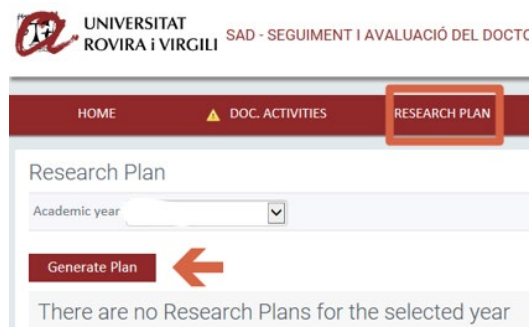 UNIVERSITAT
ROVIRA i VIRGILI
SAD - SEGUIMENT I AVALUACIÓ DEL DOCTO
HOME
DOC. ACTIVITIES
RESEARCH PLAN
Research Plan
Academic year
Generate Plan
There are no Research Plans for the selected year